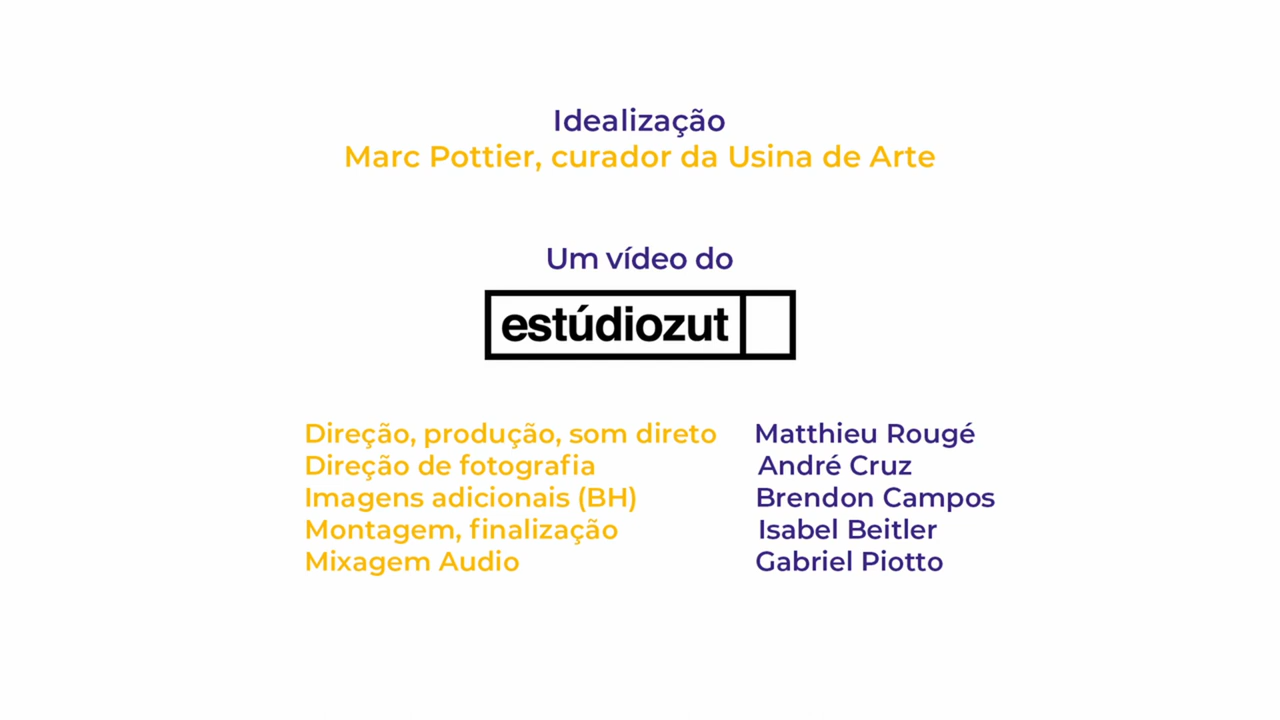 Idealização
Marc Pottier, curador da Usina de Arte
Um vídeo do
estúdiozut
Direção, produção, som direto Matthieu Rougé
Direção de fotografia André Cruz
Imagens adicionais (BH) Brendon Campos
Montagem, finalização Isabel Beitler
Mixagem Audio Gabriel Piotto